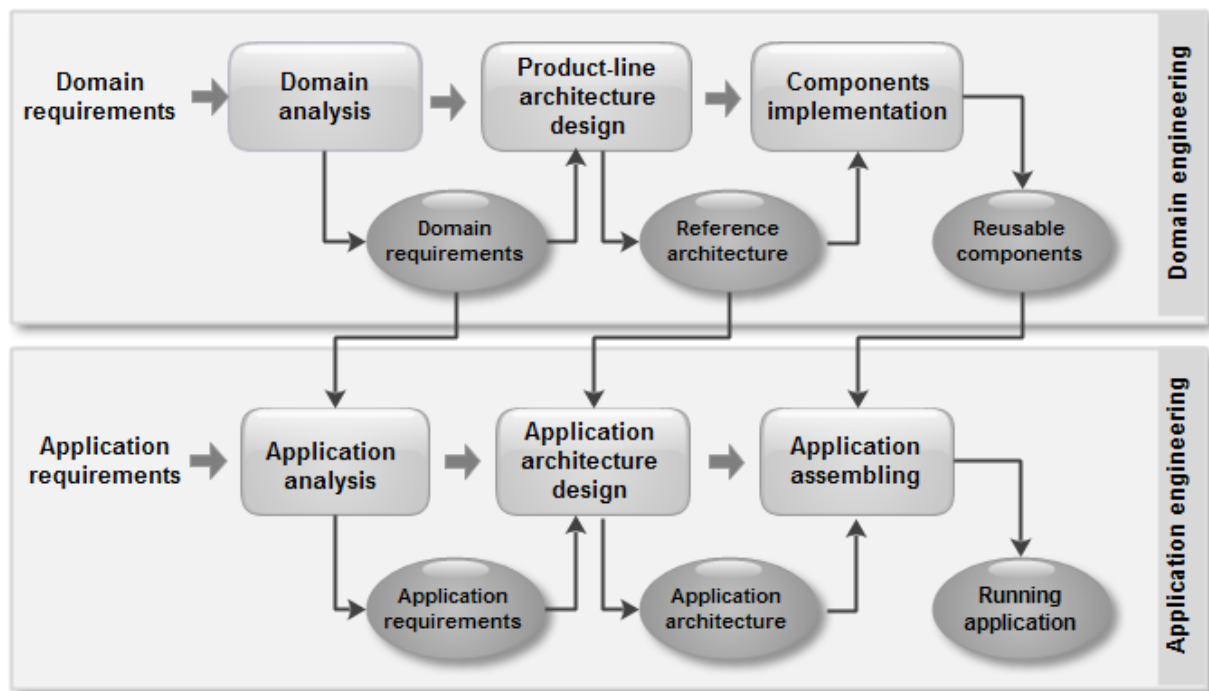 Domain
requirements
Domain
analysis
Product-line
architecture
design
Components
implementation
Domain
requirements
Reference
architecture
Reusable
components
Domain engineering
Application
requirements
Application
analysis
Application
architecture
design
Application
assembling
Application
requirements
Application
architecture
Running
application
Application engineering